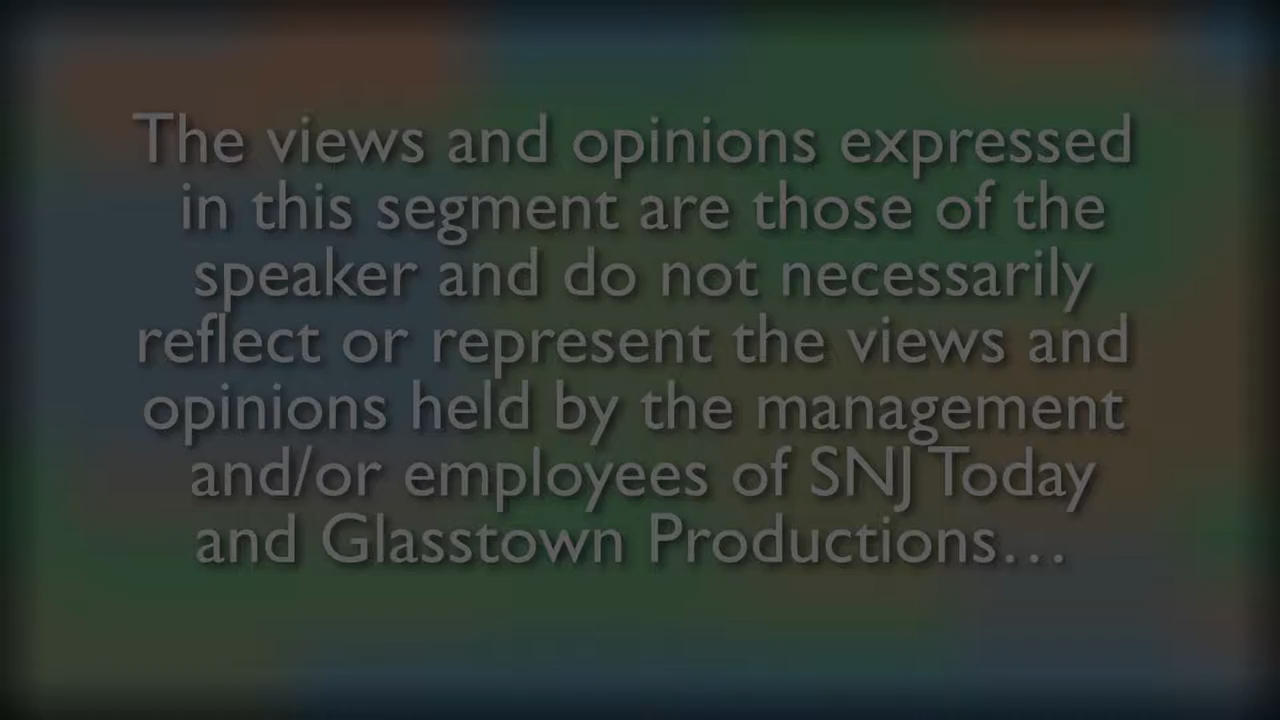 The views and opinions expressed
in this segment are those of the
speaker and do not necessarily
reflect or represent the views and
opinions held by the management
and/or employees of SNJ Today
and Glasstown Productions…